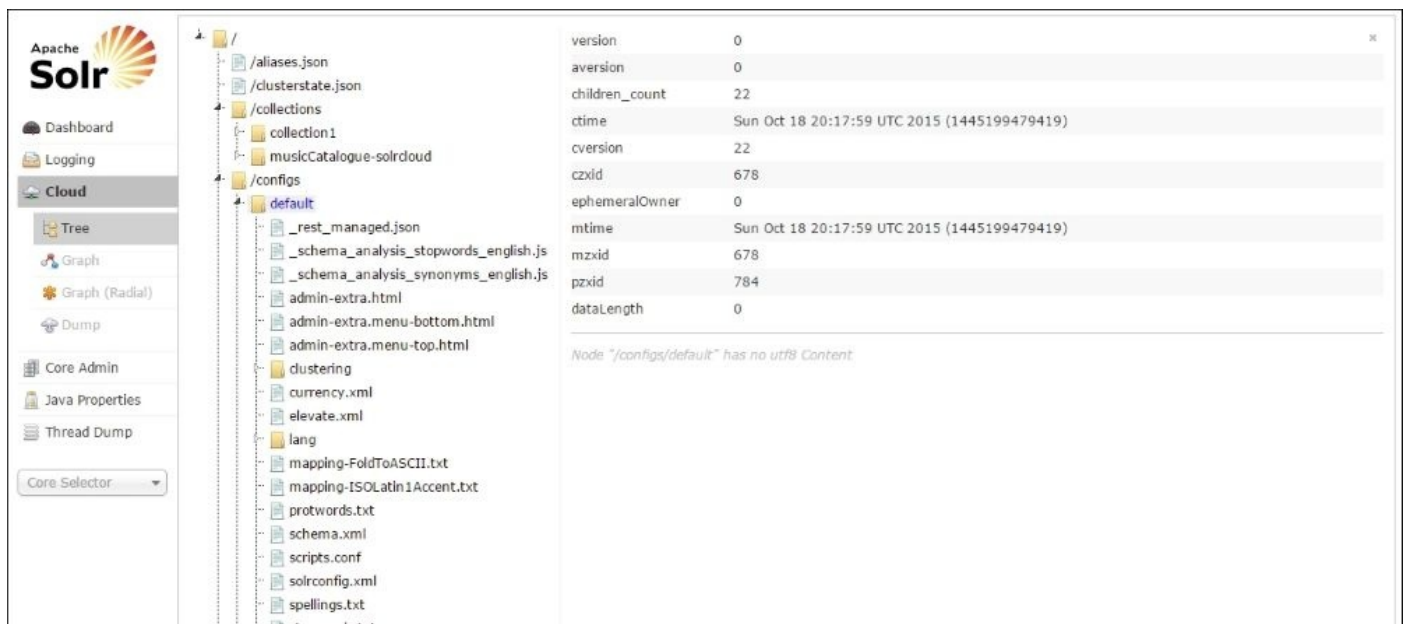 Apache
Solr
Dashboard
Logging
Cloud
Tree
Graph
Graph (Radial)
Dump
Core Admin
Java Properties
Thread Dump
Core Selector
/
/aliases.json
/clusterstate.json
/collections
collection1
musicCatalogue-solrcloud
/configs
default
_rest_managed.json
_schema_analysis_stopwords_english.js
_schema_analysis_synonyms_english.js
admin-extra.html
admin-extra.menu-bottom.html
admin-extra.menu-top.html
clustering
currency.xml
elevate.xml
lang
mapping-FoldToASCII.txt
mapping-ISOLatin1Accent.txt
protwords.txt
schema.xml
scripts.conf
solrconfig.xml
spellings.txt
version 0
aversion 0
children_count 22
ctime Sun Oct 18 20:17:59 UTC 2015 (1445199479419)
cversion 22
czxid 678
ephemeralOwner 0
mtime Sun Oct 18 20:17:59 UTC 2015 (1445199479419)
mzxid 678
pzxid 784
dataLength 0
Node "/configs/default" has no utf8 Content